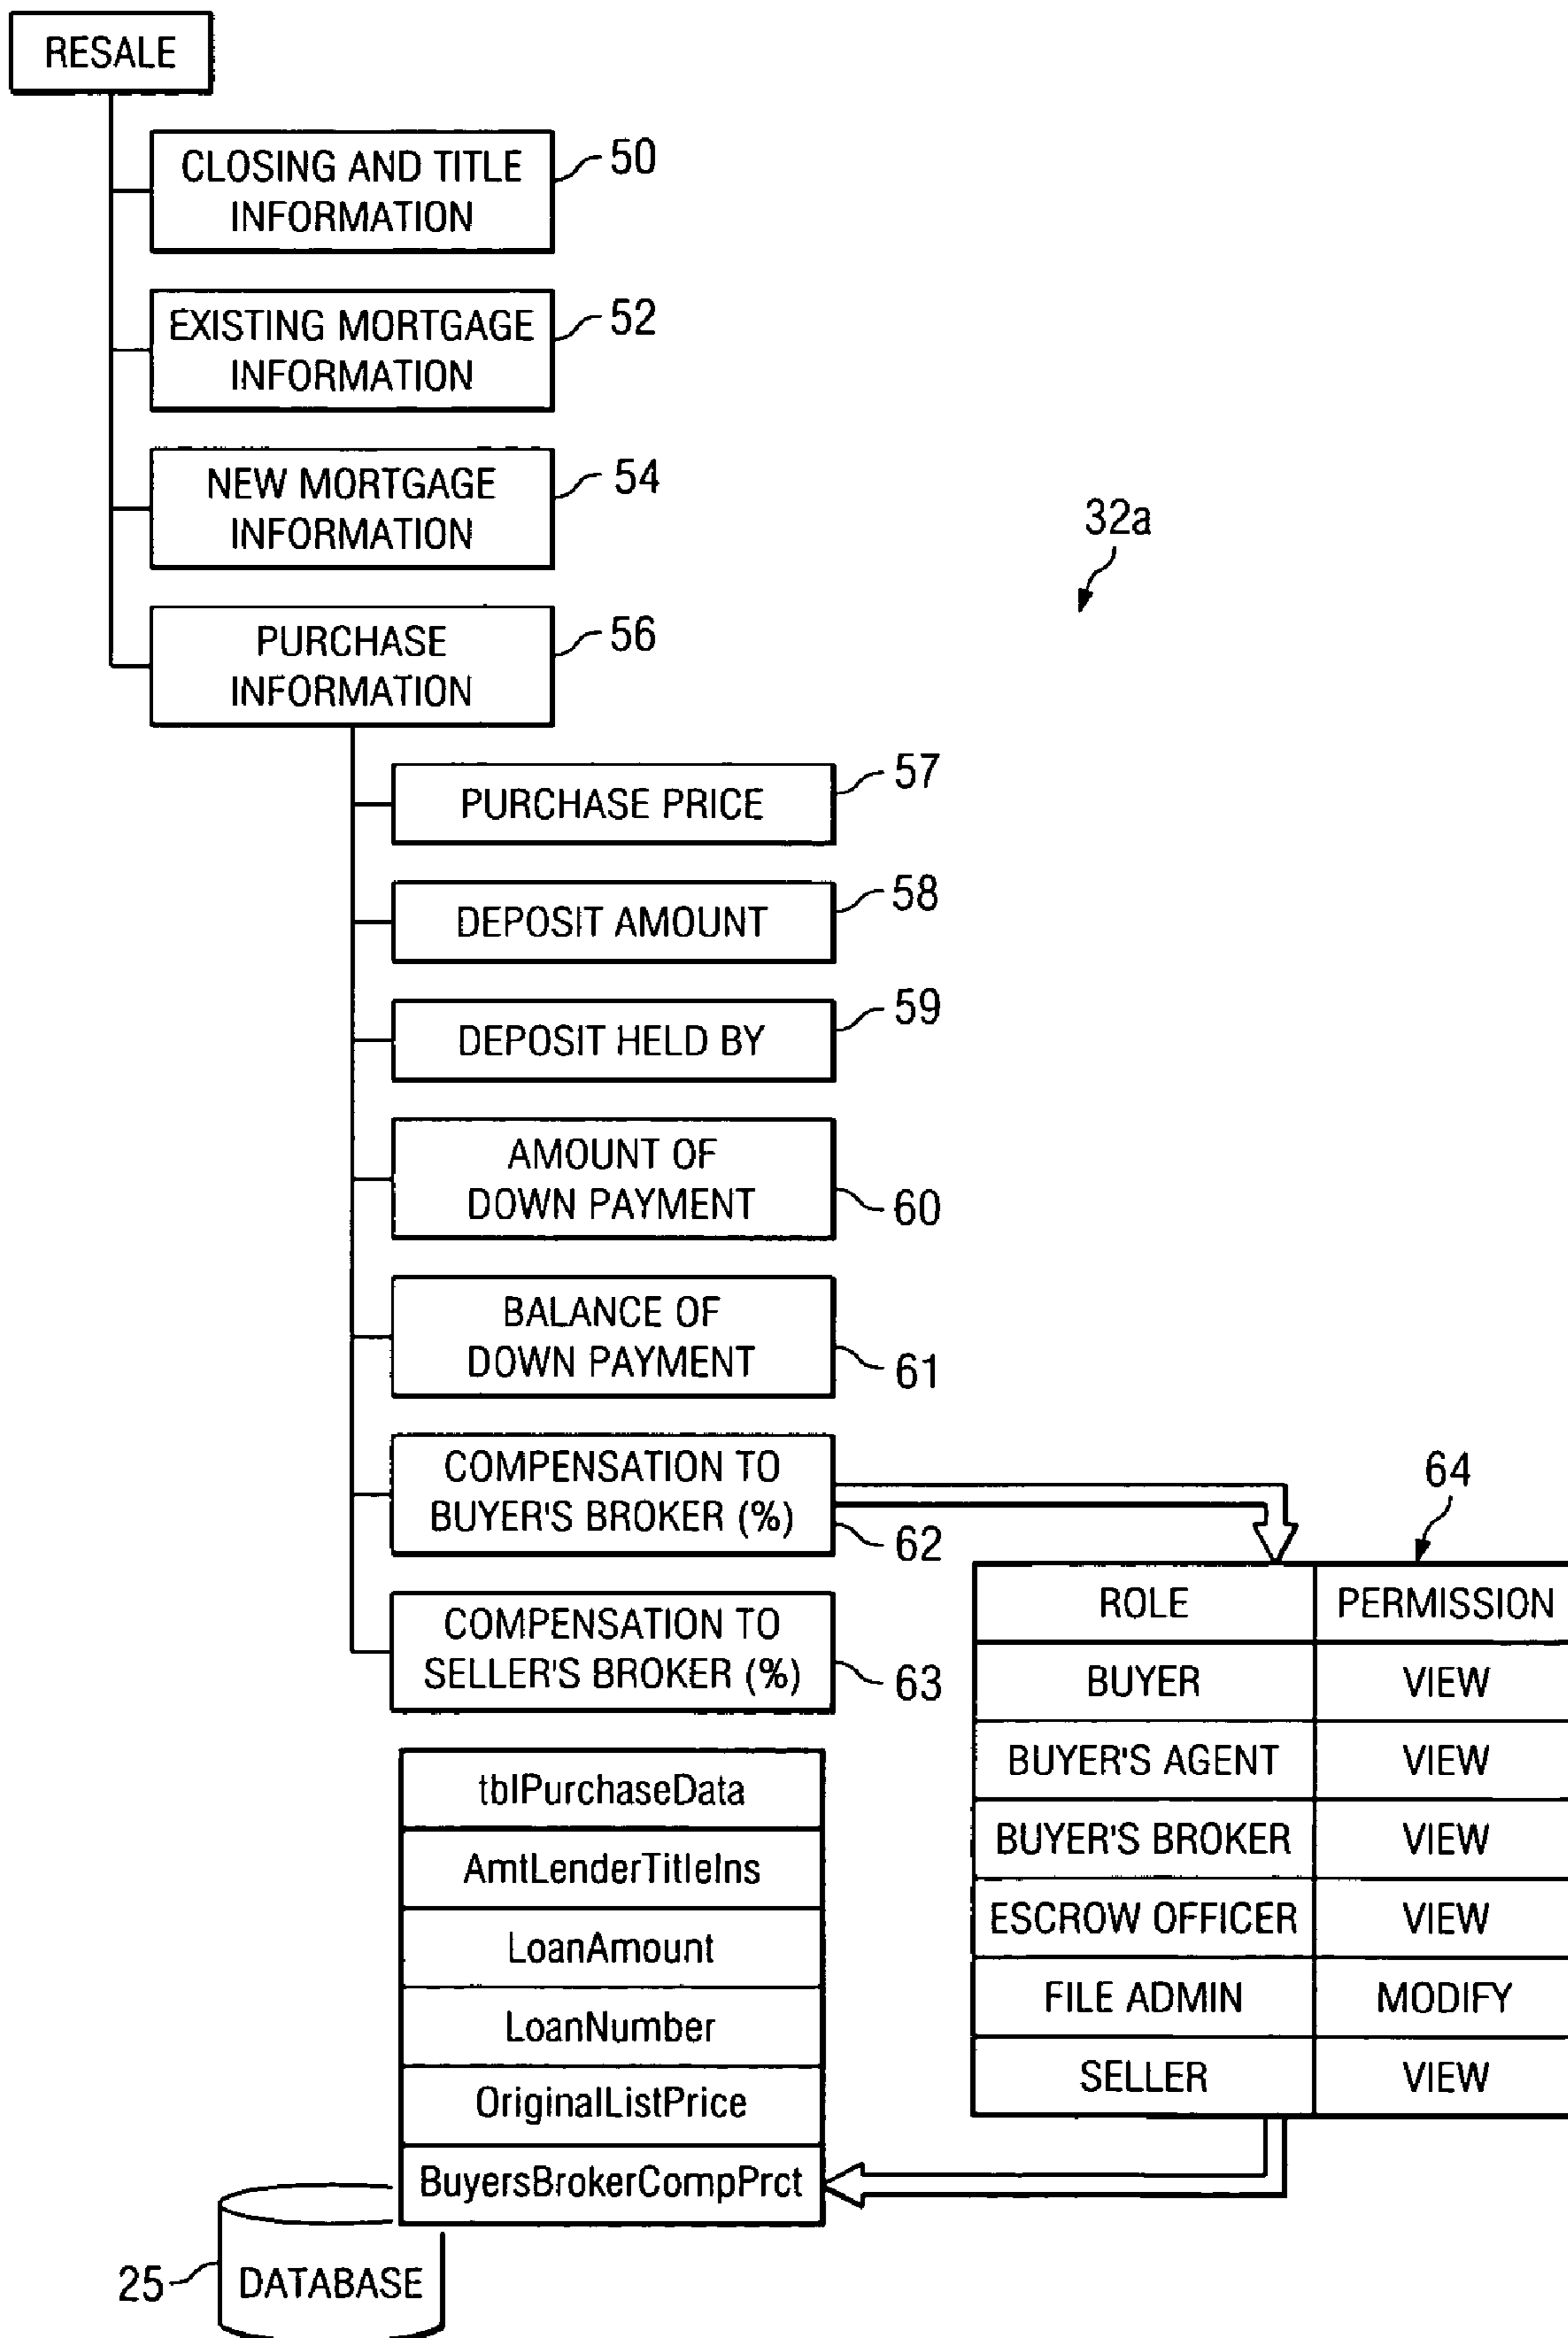 RESALE
CLOSING AND TITLE
INFORMATION
50
EXISTING MORTGAGE
INFORMATION
52
NEW MORTGAGE
INFORMATION
54
32a
PURCHASE
INFORMATION
56
PURCHASE PRICE
57
DEPOSIT AMOUNT
58
DEPOSIT HELD BY
59
AMOUNT OF
DOWN PAYMENT
60
BALANCE OF
DOWN PAYMENT
61
COMPENSATION TO
BUYER'S BROKER (%)
62
COMPENSATION TO
SELLER'S BROKER (%)
63
64
ROLE PERMISSION
BUYER VIEW
BUYER'S AGENT VIEW
BUYER'S BROKER VIEW
ESCROW OFFICER VIEW
FILE ADMIN MODIFY
SELLER VIEW
tblPurchaseData
AmtLenderTitleIns
LoanAmount
LoanNumber
OriginalListPrice
BuyersBrokerCompPrct
25
DATABASE